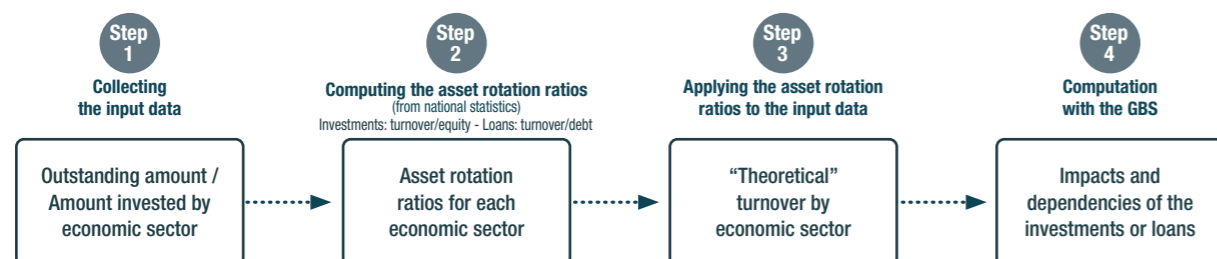 Step
1
Collecting
the input data
Outstanding amount /
Amount invested by
economic sector
Step
2
Computing the asset rotation ratios
(from national statistics)
Investments: turnover/equity - Loans: turnover/debt
Asset rotation
ratios for each
economic sector
Step
3
Applying the asset rotation
ratios to the input data
“Theoretical”
turnover by
economic sector
Step
4
Computation
with the GBS
Impacts and
dependencies of the
investments or loans